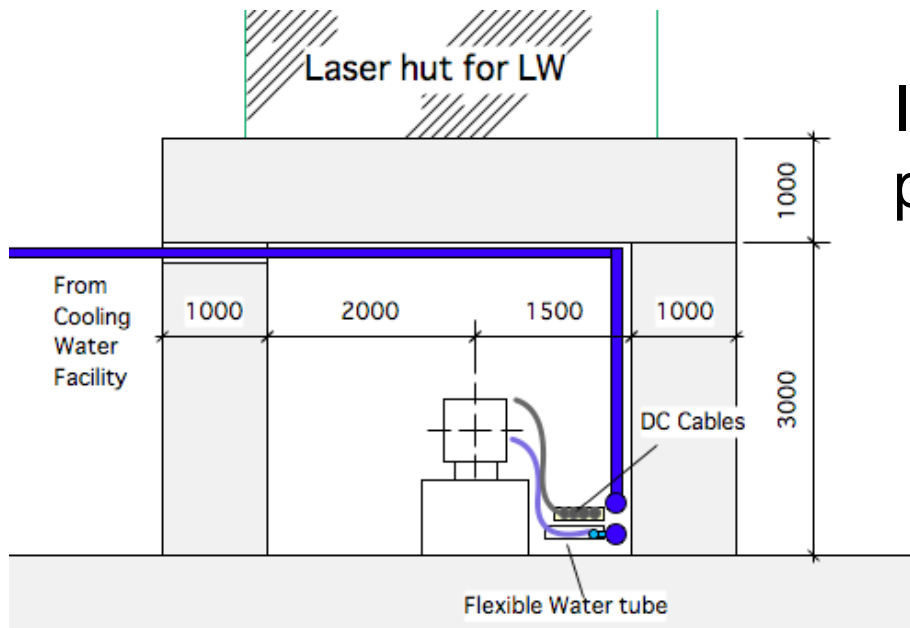 Laser hut for LW
1000
From
Cooling
Water
Facility
1000
2000
1500
1000
3000
DC Cables
Flexible Water tube